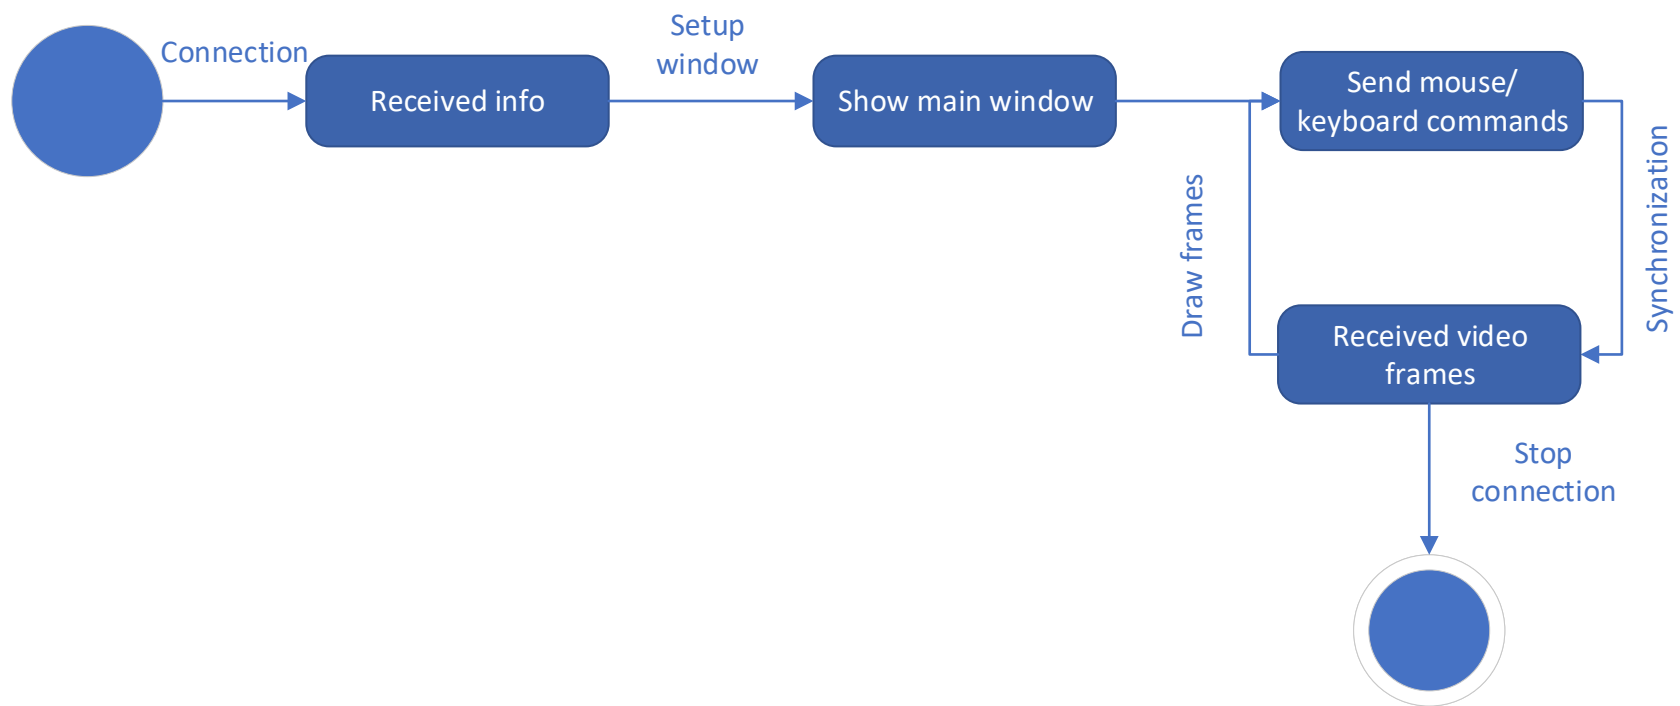 Connection
Received info
Setup
window
Show main window
Send mouse/
keyboard commands
Synchronization
Draw frames
Received video
frames
Stop
connection